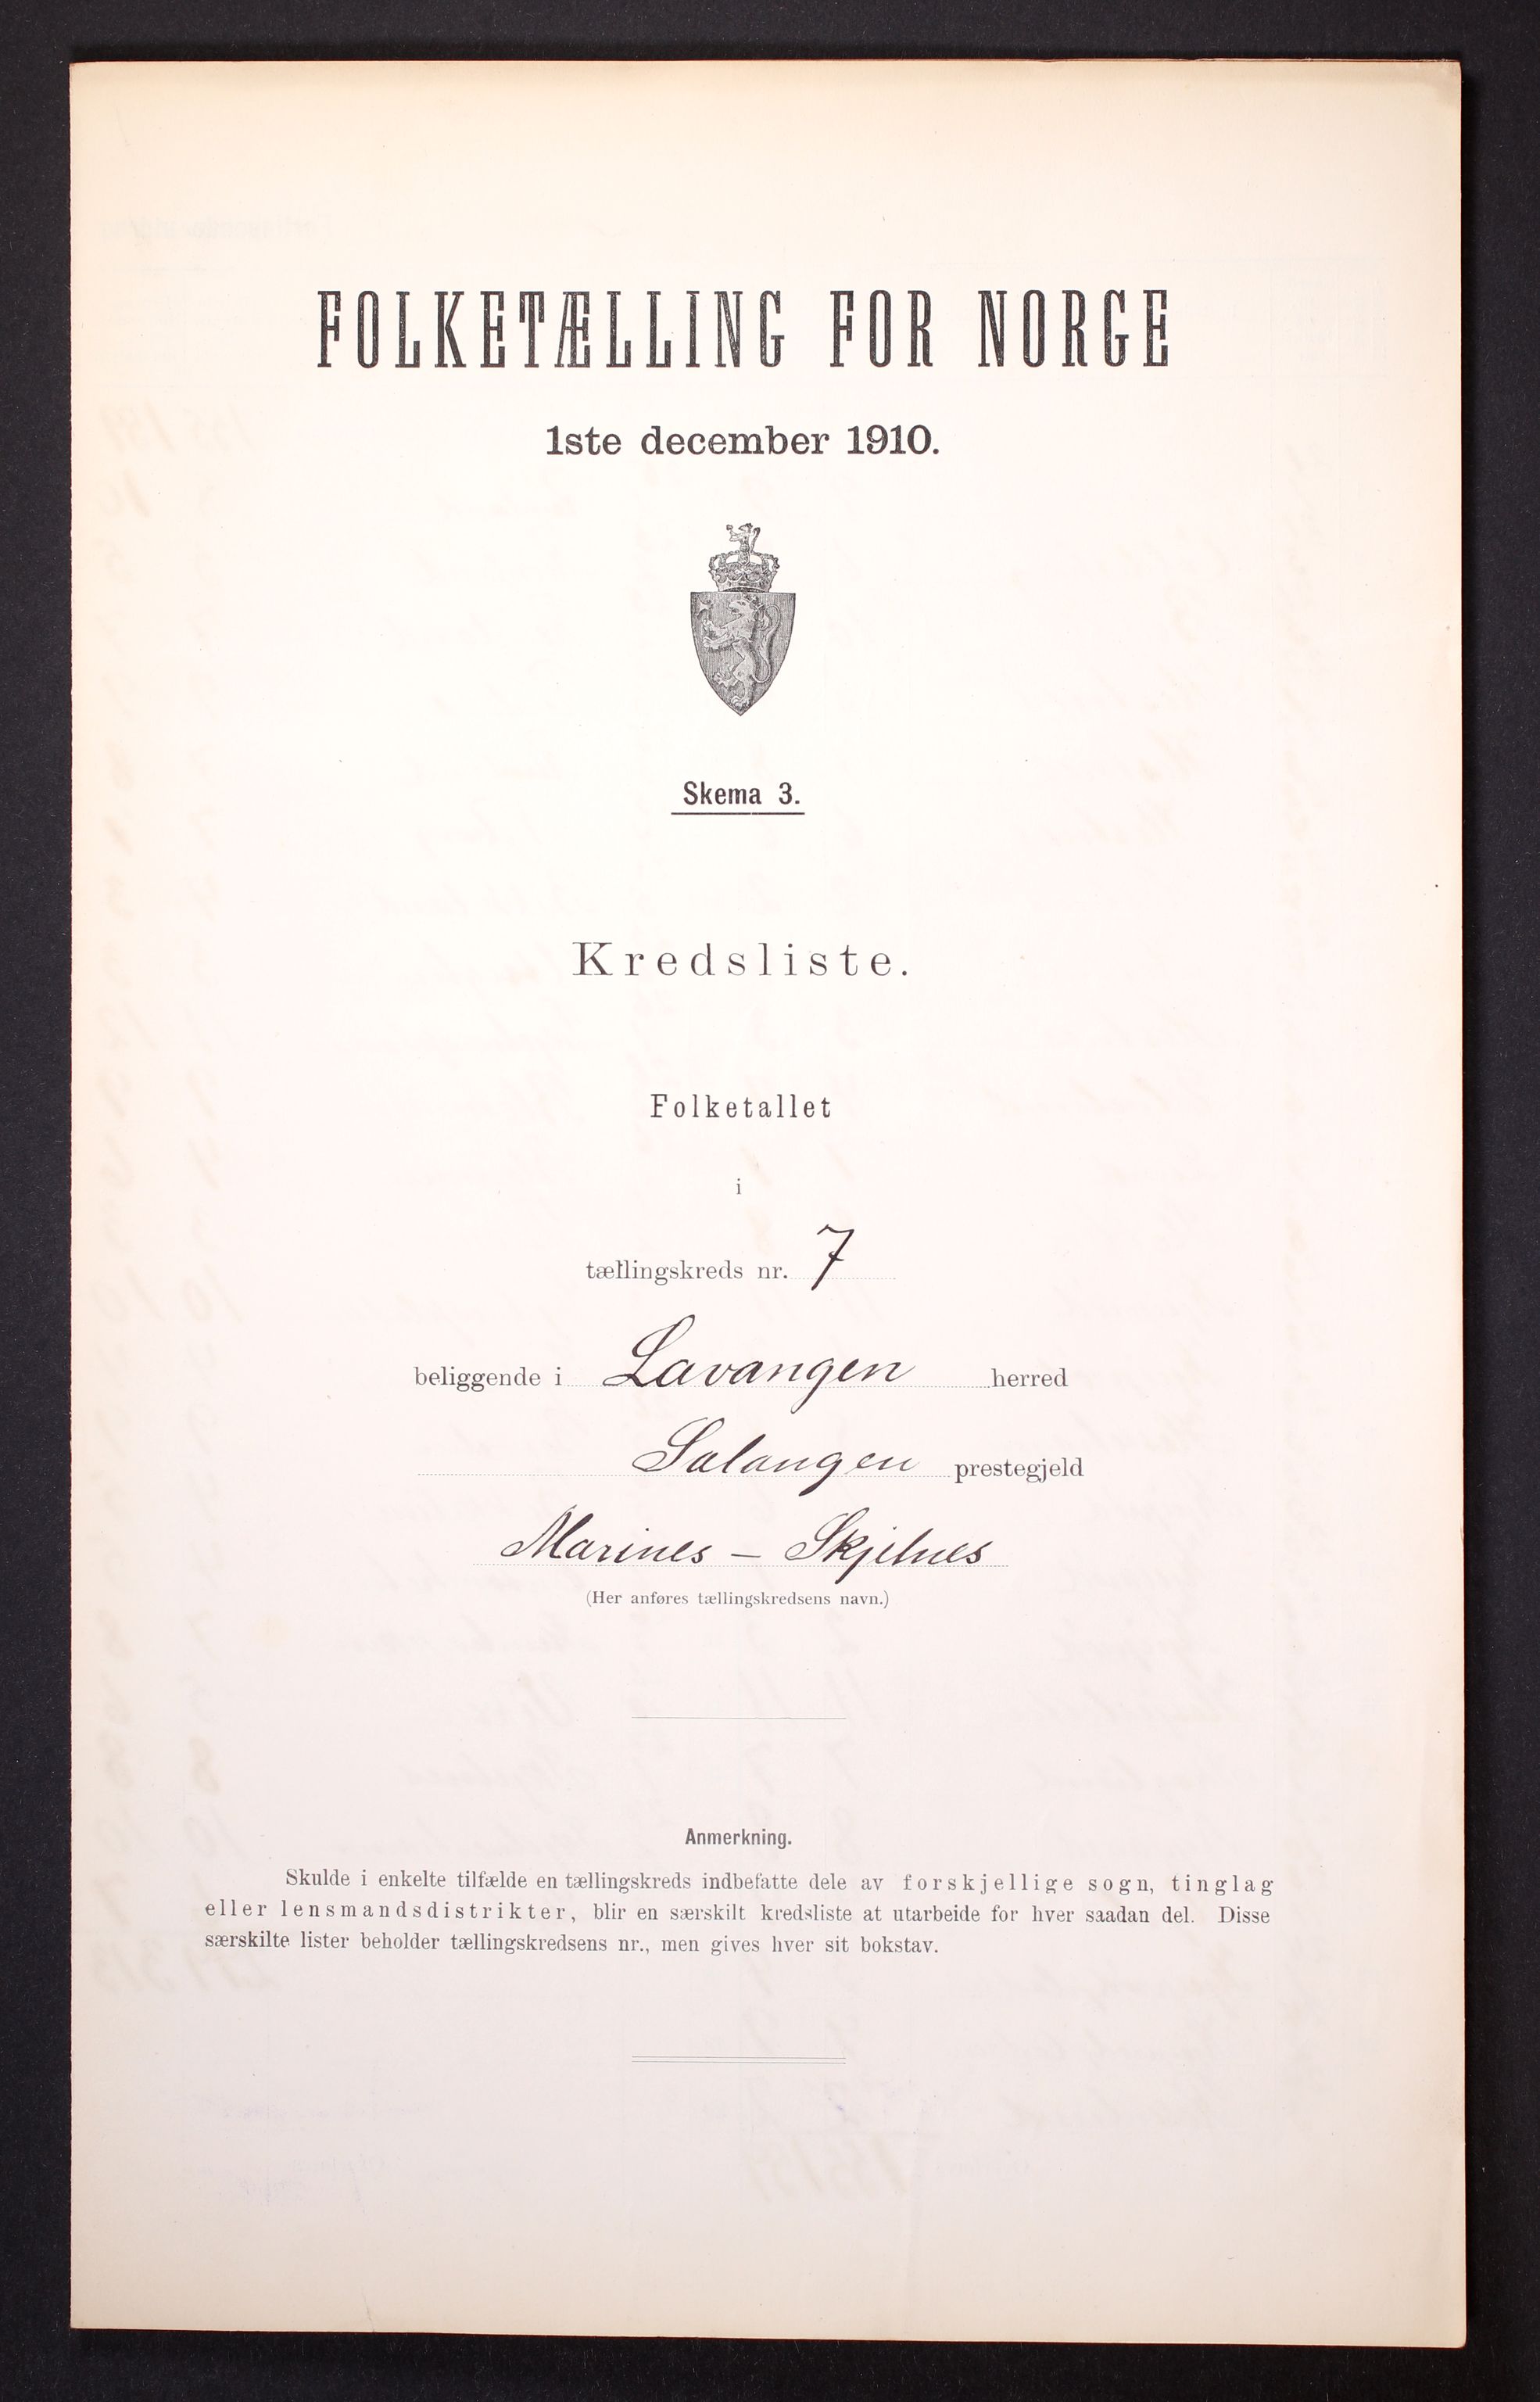 FOLKETÆLLING FOR NORGE
1ste december 1910.
Skema 3.
Kredsliste.
Folketallet
i
tællingskreds nr. 7
beliggende i Lavangen herred
Salangen prestegjeld
Marines – Skjelnes
(Her anføres tællingskredsens navn.)
Anmerkning.
Skulde i enkelte tilfælde en tællingskreds indbefatte dele av forskjellige sogn, tinglag
eller lensmandsdistrikter, blir en særskilt kredsliste at utarbeide for hver saadan del. Disse
særskilte lister beholder tællingskredsens nr., men gives hver sit bokstav.